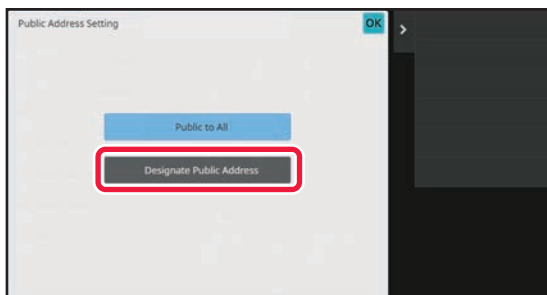 Public Address Setting
OK
Public to All
Designate Public Address